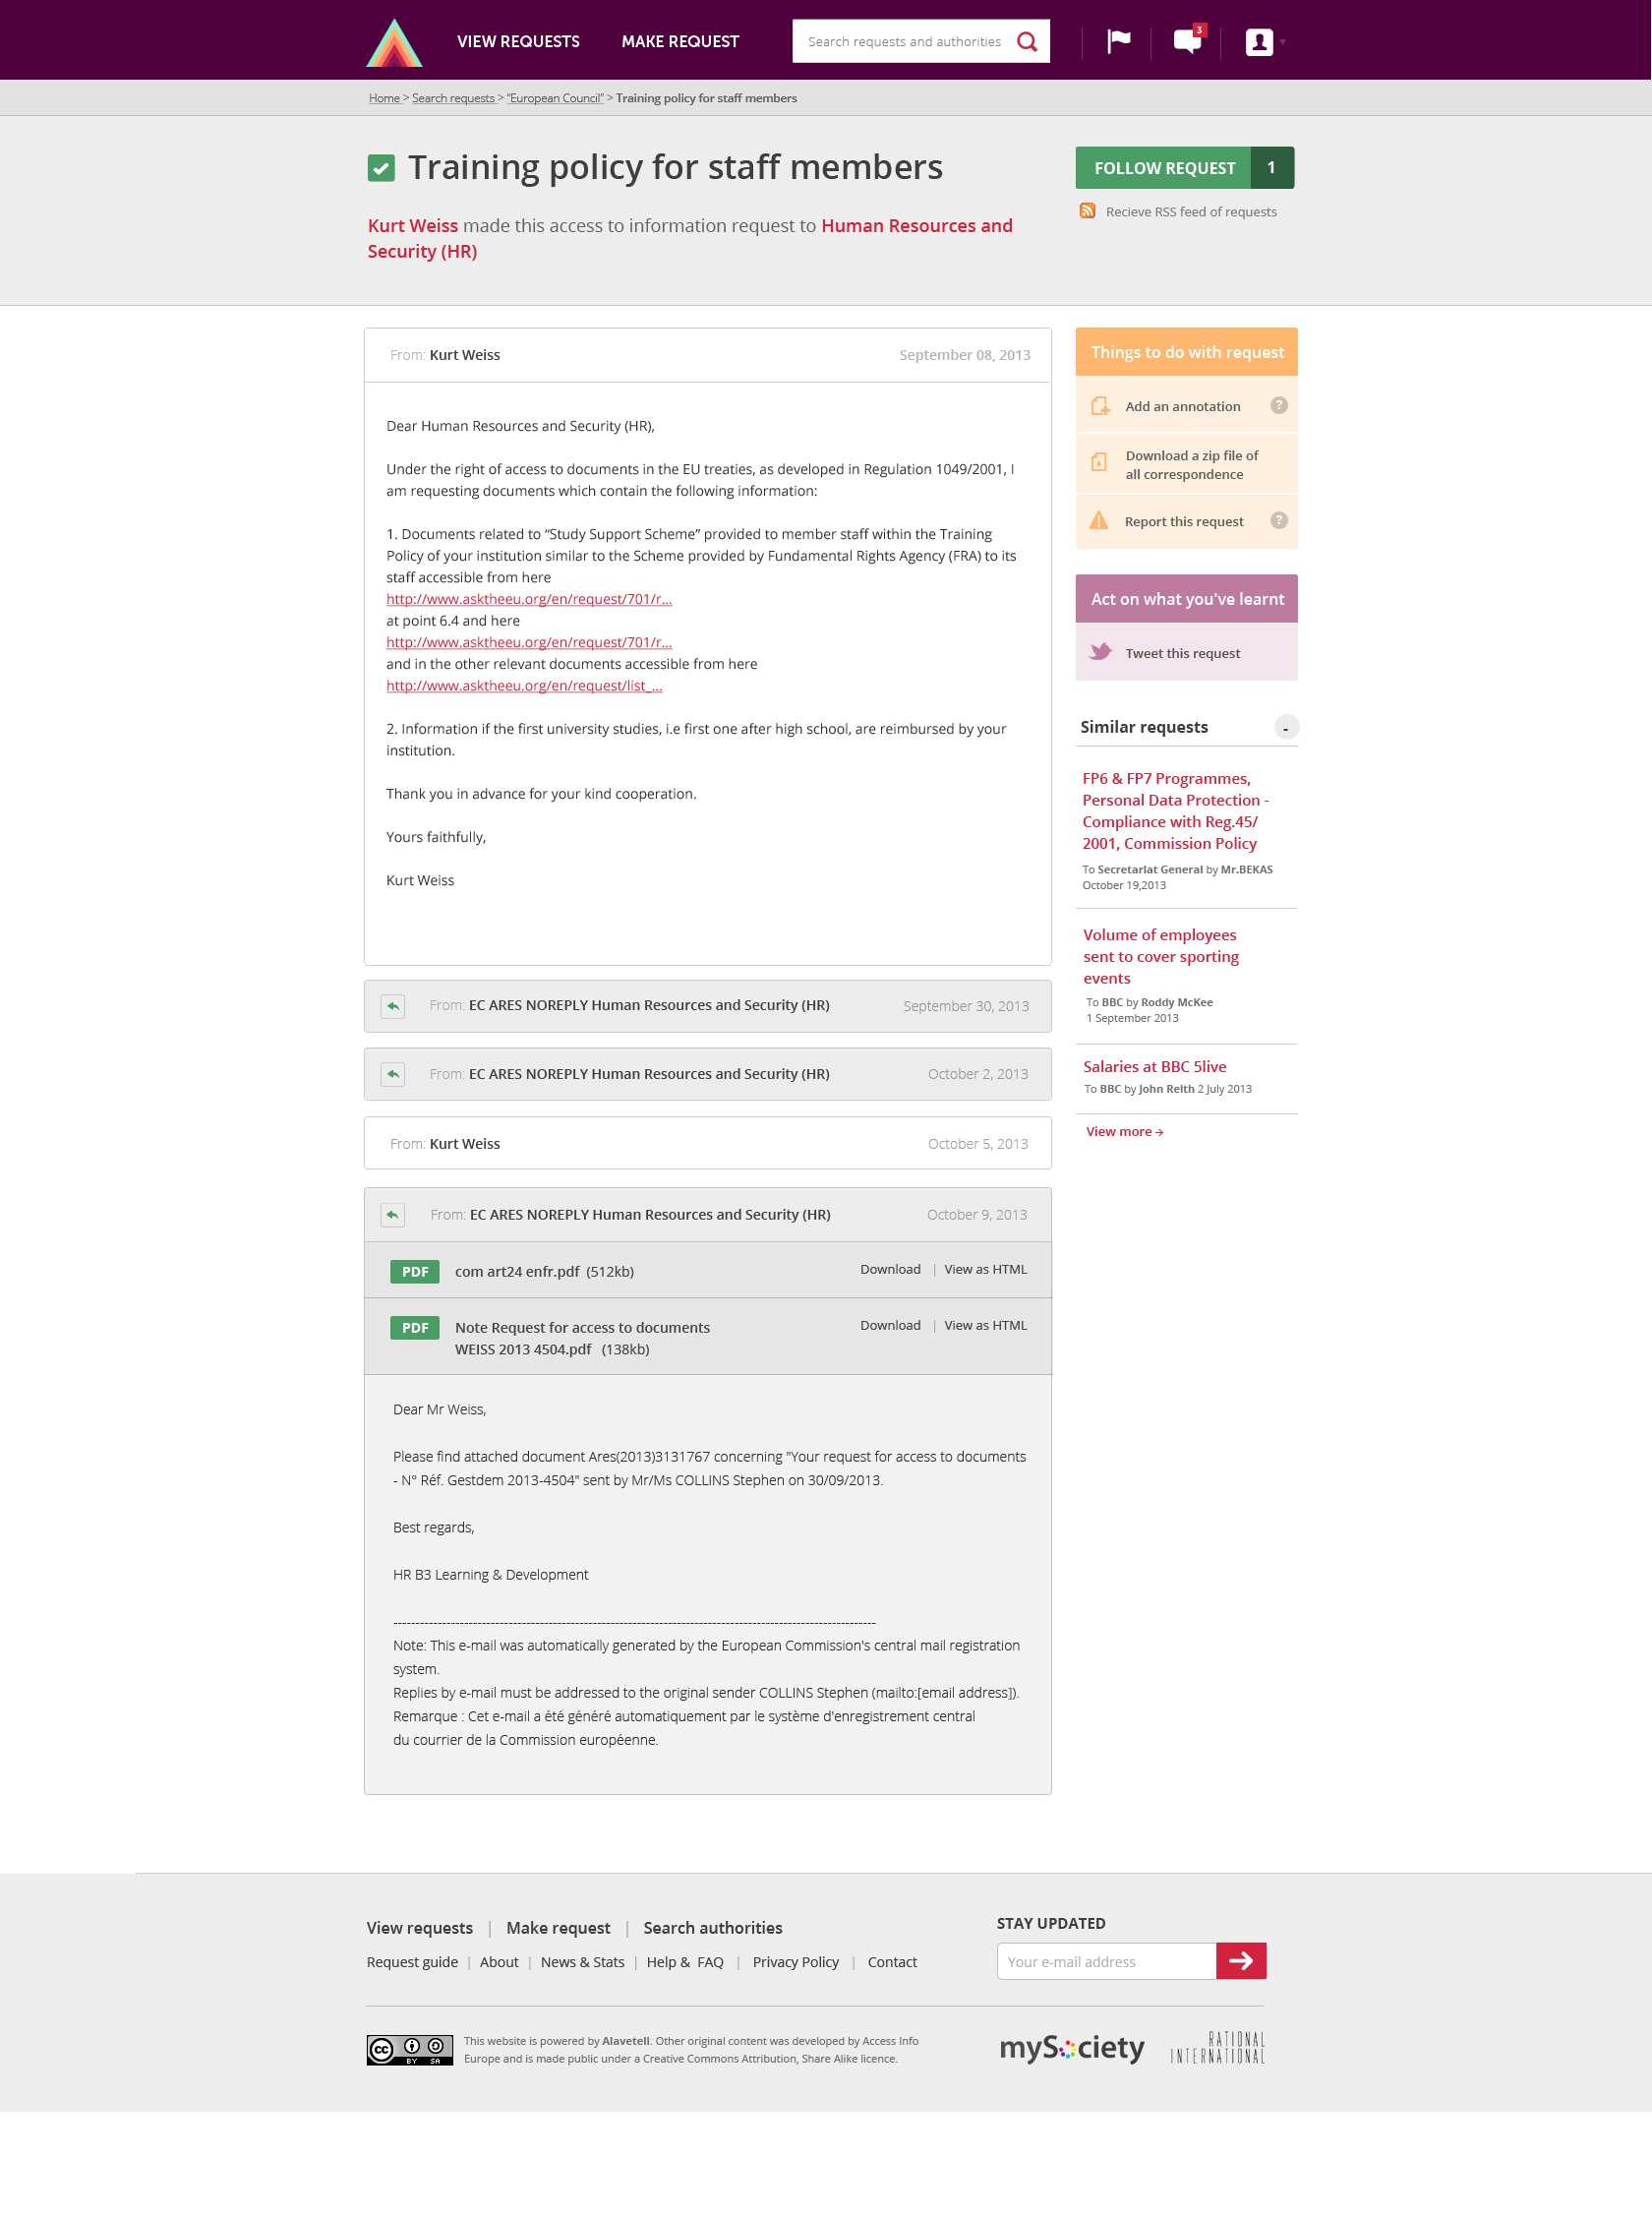 VIEW REQUESTS
MAKE REQUEST
Search requests and authorities
3
Home > Search requests > "European Council" > Training policy for staff members
Training policy for staff members
FOLLOW REQUEST 1
Recieve RSS feed of requests
Kurt Weiss made this access to information request to Human Resources and
Security (HR)
From: Kurt Weiss
September 08, 2013
Dear Human Resources and Security (HR),
Under the right of access to documents in the EU treaties, as developed in Regulation 1049/2001, I
am requesting documents which contain the following information:
1. Documents related to “Study Support Scheme” provided to member staff within the Training
Policy of your institution similar to the Scheme provided by Fundamental Rights Agency (FRA) to its
staff accessible from here
http://www.asktheeu.org/en/request/701/r...
at point 6.4 and here
http://www.asktheeu.org/en/request/701/r...
and in the other relevant documents accessible from here
http://www.asktheeu.org/en/request/list_...
2. Information if the first university studies, i.e first one after high school, are reimbursed by your
institution.
Thank you in advance for your kind cooperation.
Yours faithfully,
Kurt Weiss
From: EC ARES NOREPLY Human Resources and Security (HR)
September 30, 2013
From: EC ARES NOREPLY Human Resources and Security (HR)
October 2, 2013
From: Kurt Weiss
October 5, 2013
From: EC ARES NOREPLY Human Resources and Security (HR)
October 9, 2013
PDF com art24 enfr.pdf (512kb)
Download | View as HTML
PDF Note Request for access to documents
WEISS 2013 4504.pdf (138kb)
Download | View as HTML
Dear Mr Weiss,
Please find attached document Ares(2013)3131767 concerning "Your request for access to documents
- N° Réf. Gestdem 2013-4504" sent by Mr/Ms COLLINS Stephen on 30/09/2013.
Best regards,
HR B3 Learning & Development
-------------------------------------------------------------------------------------------------------------
Note: This e-mail was automatically generated by the European Commission's central mail registration
system.
Replies by e-mail must be addressed to the original sender COLLINS Stephen (mailto:[email address]).
Remarque : Cet e-mail a été généré automatiquement par le système d'enregistrement central
du courrier de la Commission européenne.
Things to do with request
Add an annotation ?
Download a zip file of
all correspondence
Report this request ?
Act on what you've learnt
Tweet this request
Similar requests -
FP6 & FP7 Programmes,
Personal Data Protection -
Compliance with Reg.45/
2001, Commission Policy
To Secretariat General by Mr.BEKAS
October 19,2013
Volume of employees
sent to cover sporting
events
To BBC by Roddy McKee
1 September 2013
Salaries at BBC 5live
To BBC by John Relth 2 July 2013
View more →
View requests | Make request | Search authorities
Request guide | About | News & Stats | Help & FAQ | Privacy Policy | Contact
STAY UPDATED
Your e-mail address
cc BY SA
This website is powered by Alavetell. Other original content was developed by Access Info
Europe and is made public under a Creative Commons Attribution, Share Alike licence.
mySociety
RATIONAL
INTERNATIONAL